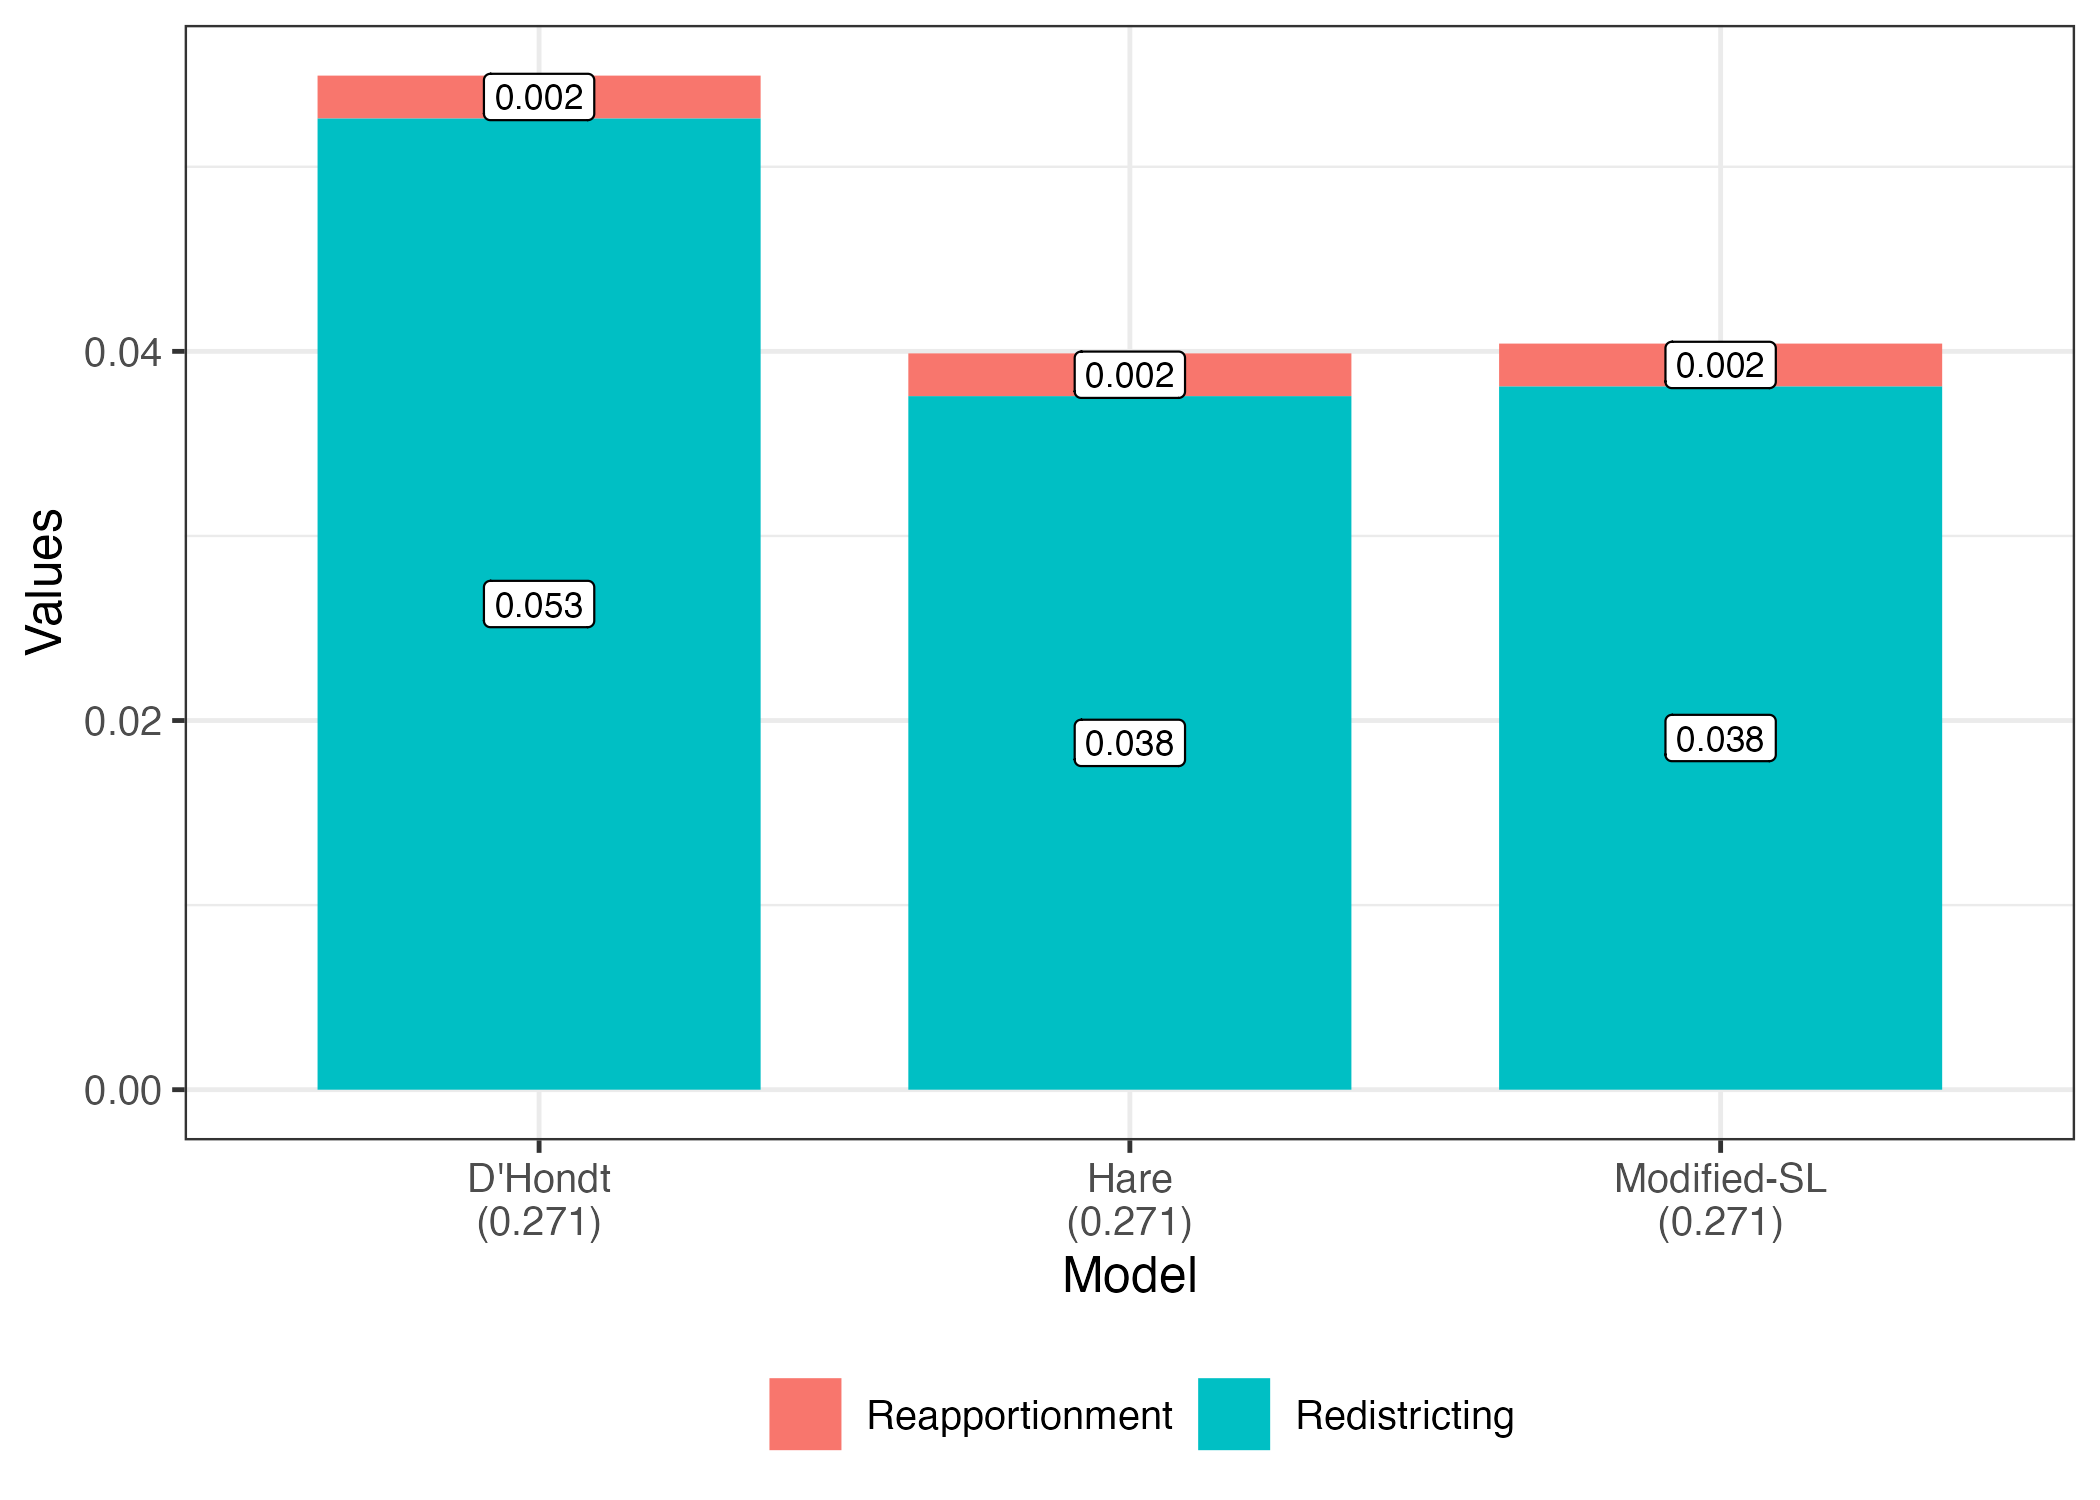 Values
0.04
0.02
0.00
0.002
0.053
0.002
0.038
0.002
0.038
D'Hondt
(0.271)
Hare
(0.271)
Modified-SL
(0.271)
Model
Reapportionment
Redistricting